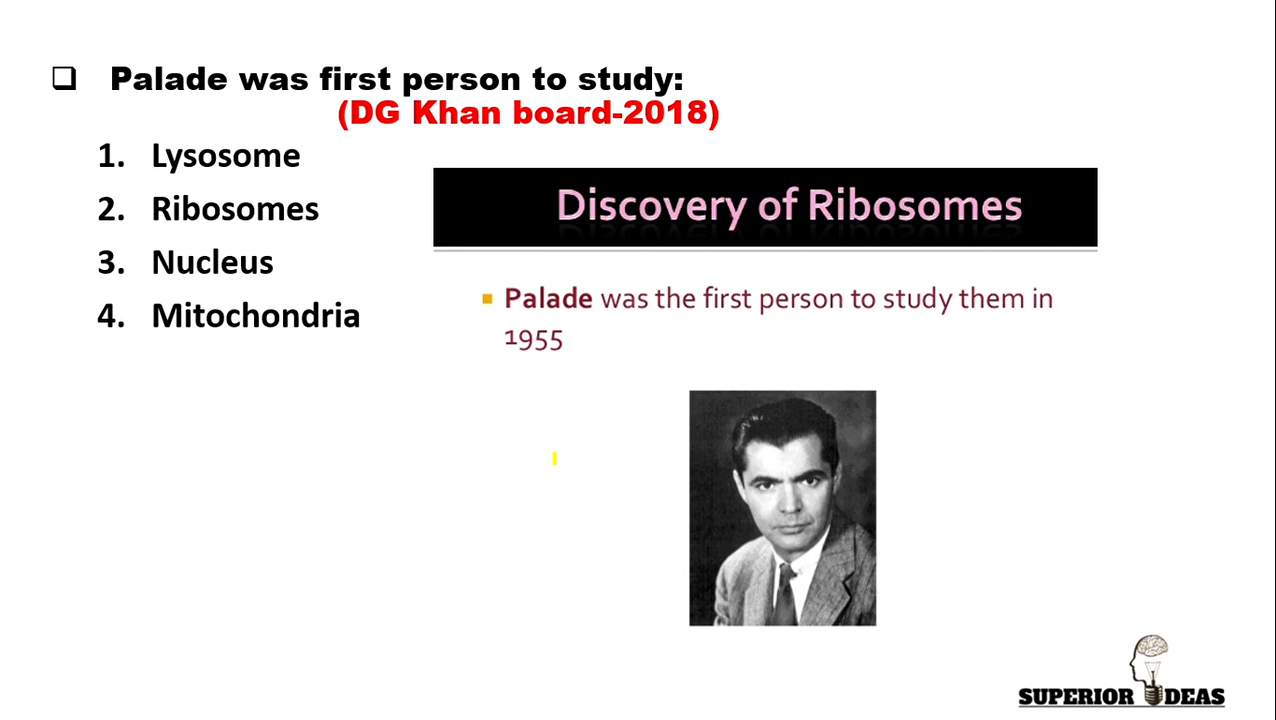 ❑ Palade was first person to study:
(DG Khan board-2018)
1. Lysosome
2. Ribosomes
3. Nucleus
4. Mitochondria
Discovery of Ribosomes
▪ Palade was the first person to study them in
1955
SUPERIOR IDEAS